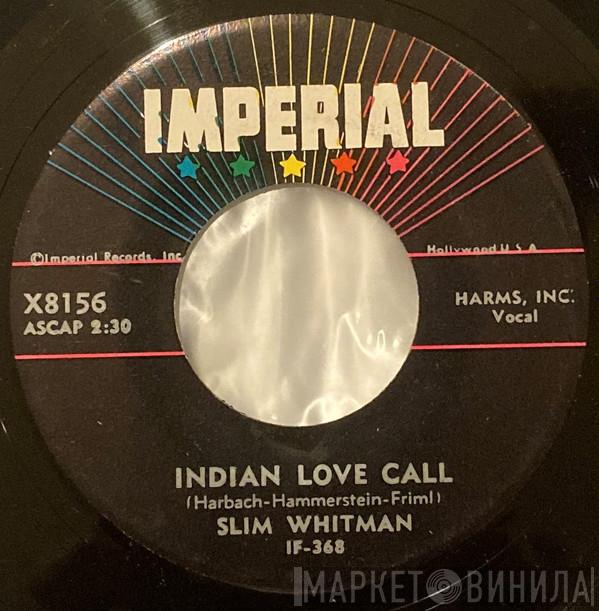 IMPERIAL
©Imperial Records, Inc.
Hollywood U.S.A.
X8156
ASCAP 2:30
HARMS, INC.
Vocal
INDIAN LOVE CALL
(Harbach-Hammerstein-Friml)
SLIM WHITMAN
IF-368
МАРКЕТ ВИНИЛА